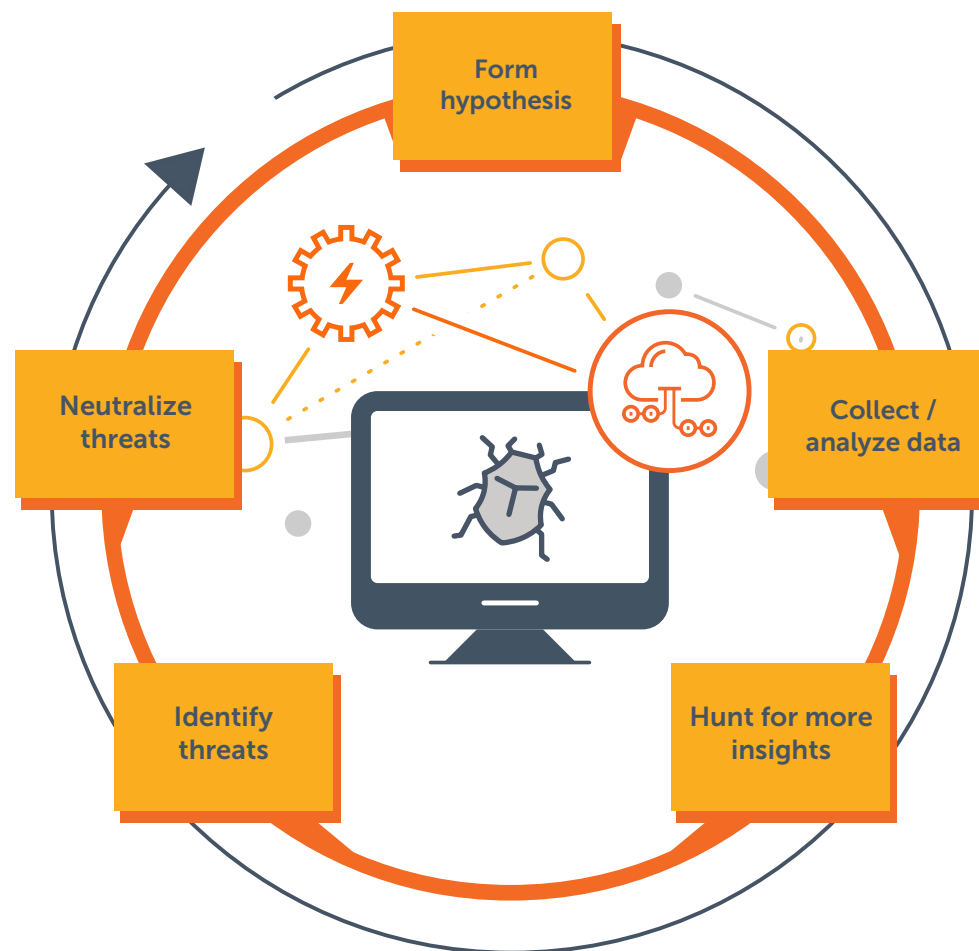 Form
hypothesis
Collect /
analyze data
Hunt for more
insights
Identify
threats
Neutralize
threats